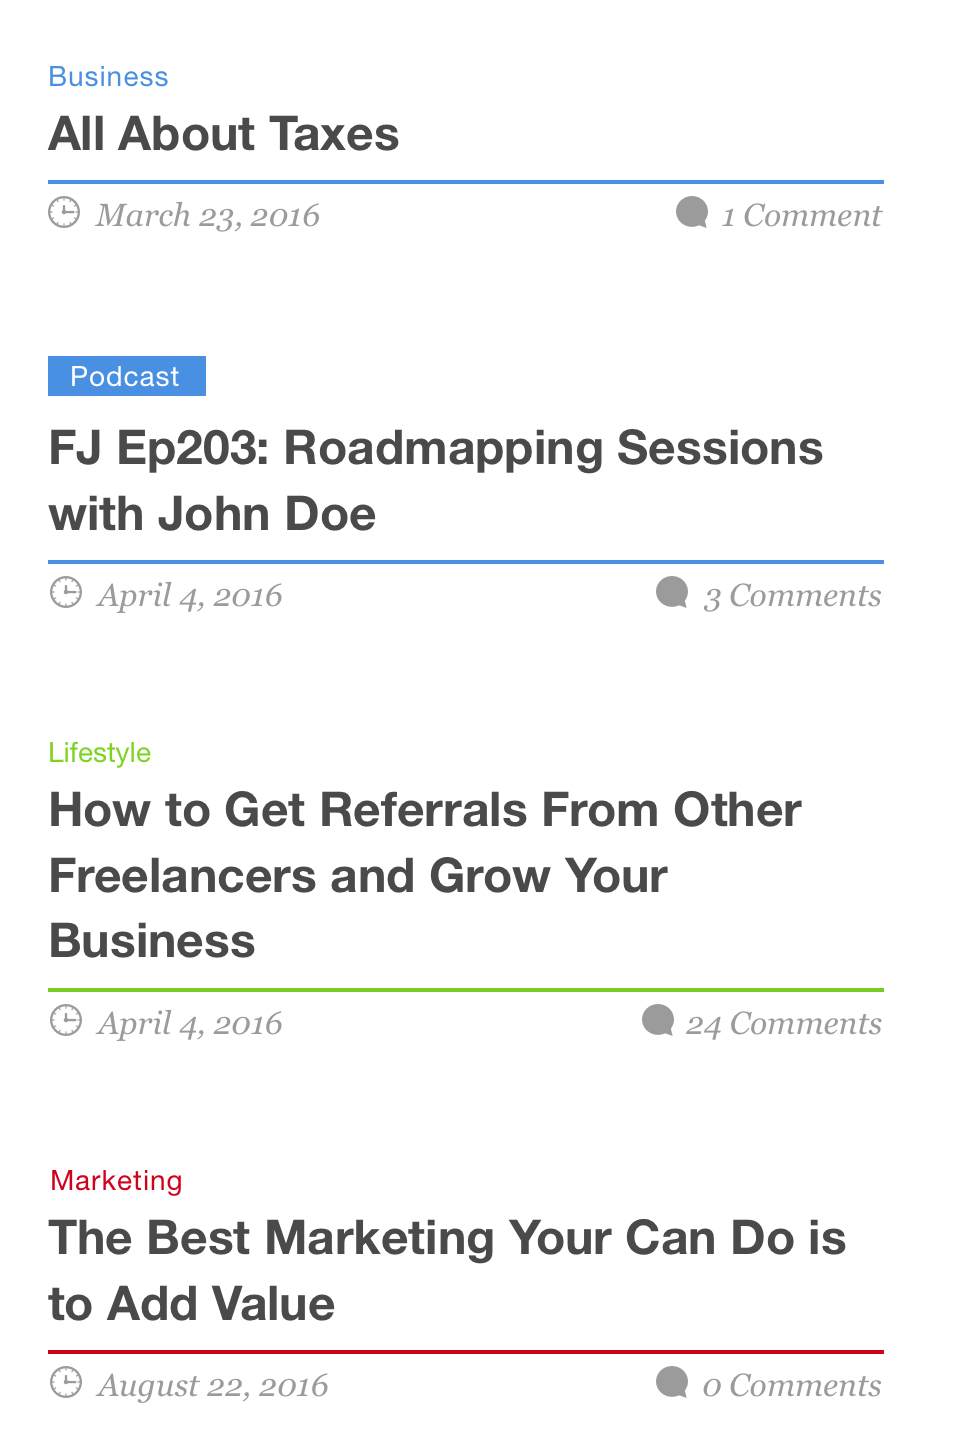 Business
All About Taxes
March 23, 2016 1 Comment
Podcast
FJ Ep203: Roadmapping Sessions
with John Doe
April 4, 2016 3 Comments
Lifestyle
How to Get Referrals From Other
Freelancers and Grow Your
Business
April 4, 2016 24 Comments
Marketing
The Best Marketing Your Can Do is
to Add Value
August 22, 2016 0 Comments